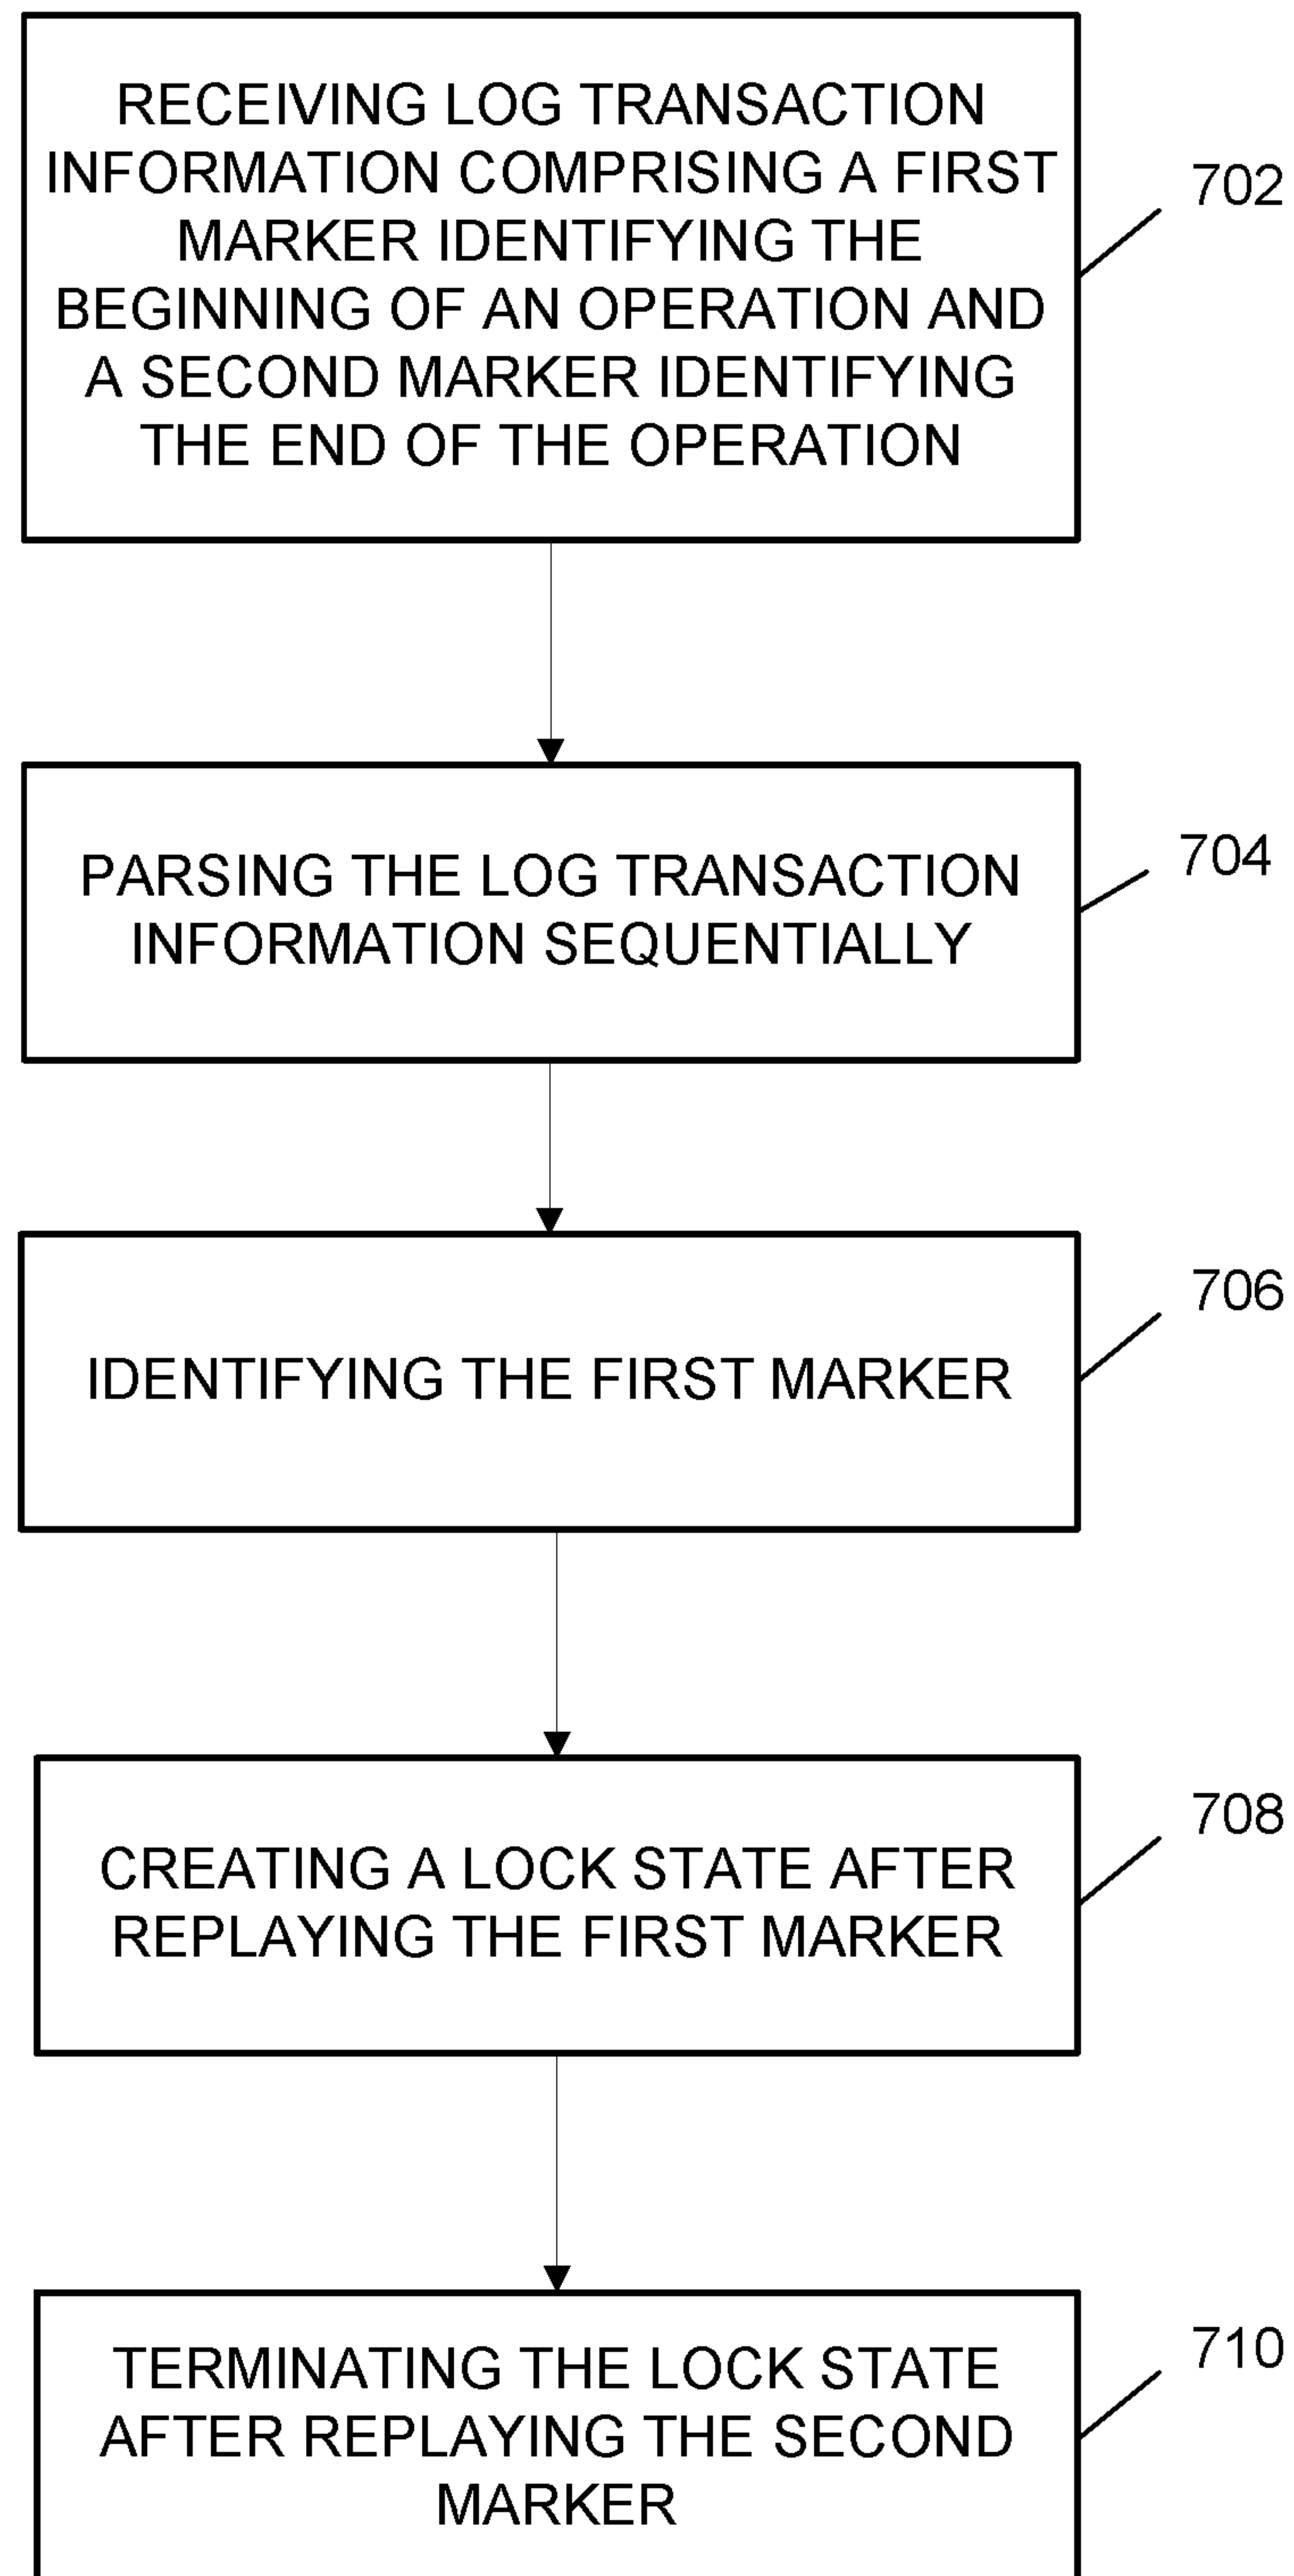 RECEIVING LOG TRANSACTION
INFORMATION COMPRISING A FIRST
MARKER IDENTIFYING THE
BEGINNING OF AN OPERATION AND
A SECOND MARKER IDENTIFYING
THE END OF THE OPERATION
702
PARSING THE LOG TRANSACTION
INFORMATION SEQUENTIALLY
704
IDENTIFYING THE FIRST MARKER
706
CREATING A LOCK STATE AFTER
REPLAYING THE FIRST MARKER
708
TERMINATING THE LOCK STATE
AFTER REPLAYING THE SECOND
MARKER
710